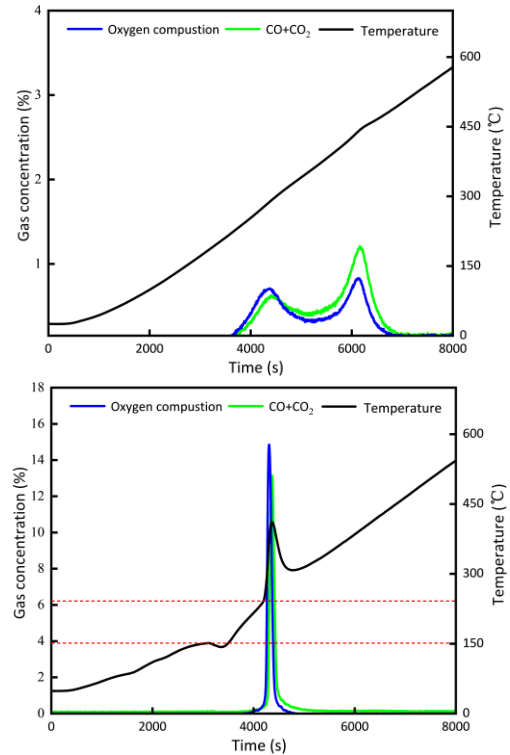 Oxygen compustion CO+CO₂ Temperature
Gas concentration (%)
4
3
2
1
Temperature (℃)
600
450
300
150
0
0 2000 4000 6000 8000
Time (s)
Oxygen compustion CO+CO₂ Temperature
Gas concentration (%)
18
16
14
12
10
8
6
4
2
0
Temperature (℃)
600
450
300
150
0
0 2000 4000 6000 8000
Time (s)